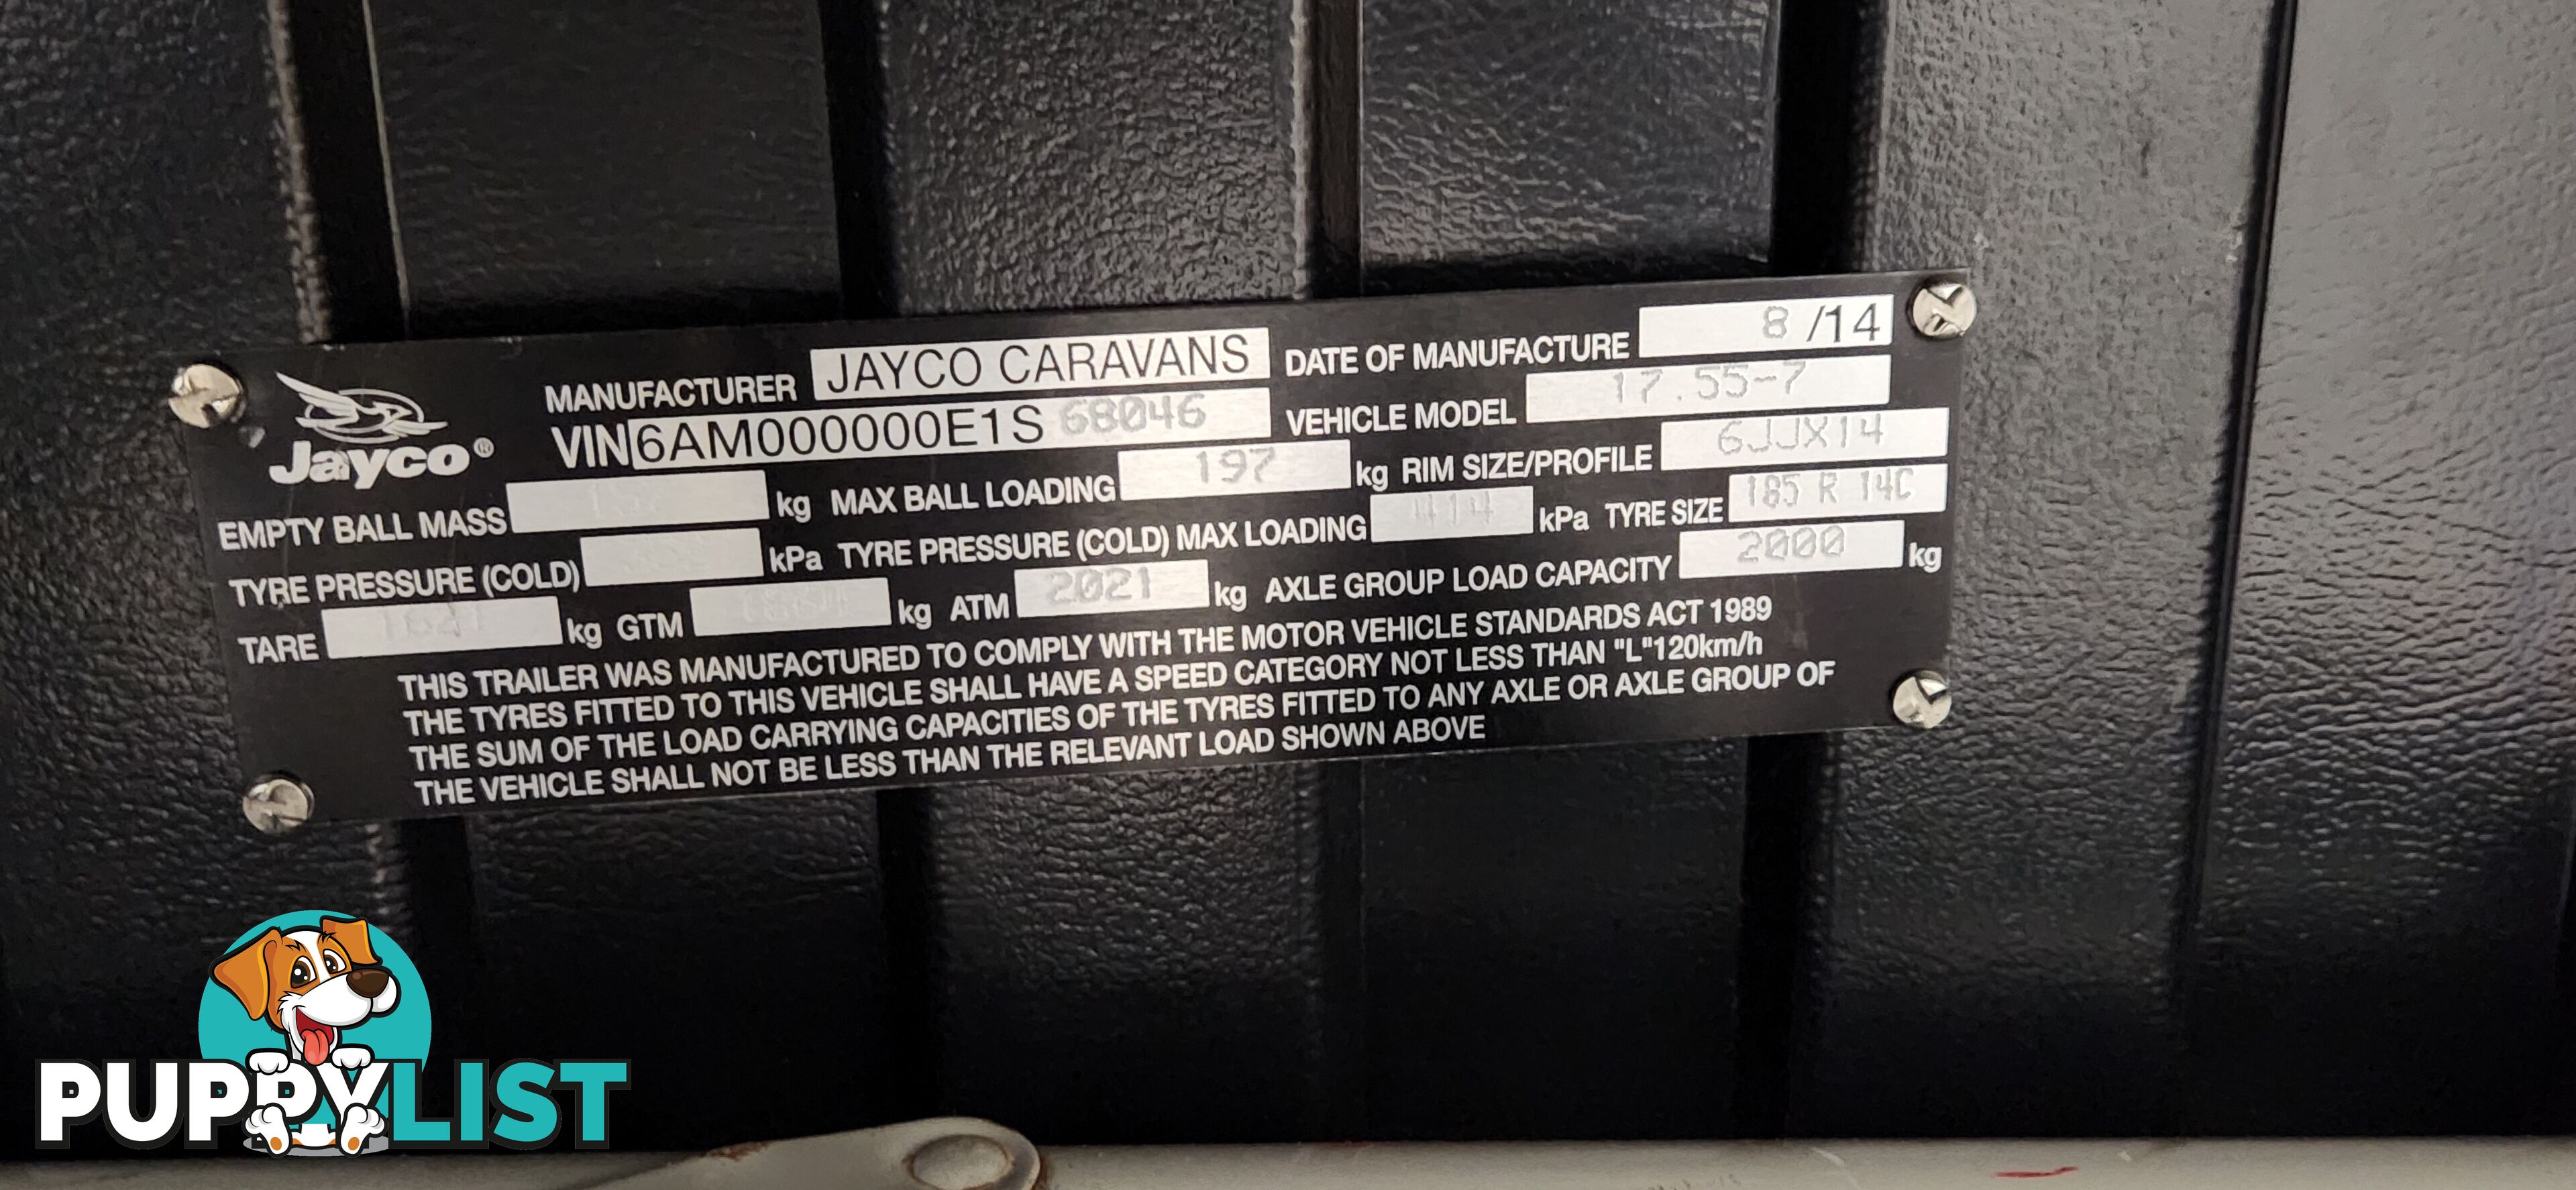 Jayco®
MANUFACTURER JAYCO CARAVANS DATE OF MANUFACTURE 8 /14
VIN 6AM000000E1S 68046 VEHICLE MODEL 17.55-7
EMPTY BALL MASS kg MAX BALL LOADING 197 kg RIM SIZE/PROFILE 6JJX14
TYRE PRESSURE (COLD) kPa TYRE PRESSURE (COLD) MAX LOADING 414 kPa TYRE SIZE 185 R 14C
TARE kg GTM kg ATM 2021 kg AXLE GROUP LOAD CAPACITY 2000 kg
THIS TRAILER WAS MANUFACTURED TO COMPLY WITH THE MOTOR VEHICLE STANDARDS ACT 1989
THE TYRES FITTED TO THIS VEHICLE SHALL HAVE A SPEED CATEGORY NOT LESS THAN "L"120km/h
THE SUM OF THE LOAD CARRYING CAPACITIES OF THE TYRES FITTED TO ANY AXLE OR AXLE GROUP OF
THE VEHICLE SHALL NOT BE LESS THAN THE RELEVANT LOAD SHOWN ABOVE
PUPPYLIST